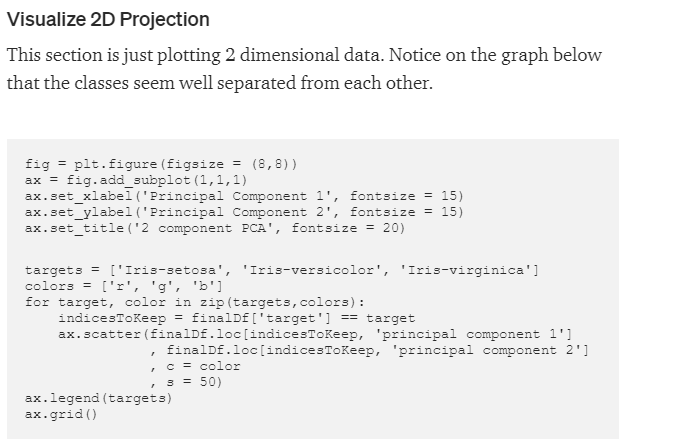 Visualize 2D Projection
This section is just plotting 2 dimensional data. Notice on the graph below
that the classes seem well separated from each other.
fig = plt.figure(figsize = (8,8))
ax = fig.add_subplot(1,1,1)
ax.set_xlabel('Principal Component 1', fontsize = 15)
ax.set_ylabel('Principal Component 2', fontsize = 15)
ax.set_title('2 component PCA', fontsize = 20)
targets = ['Iris-setosa', 'Iris-versicolor', 'Iris-virginica']
colors = ['r', 'g', 'b']
for target, color in zip(targets,colors):
    indicesToKeep = finalDf['target'] == target
    ax.scatter(finalDf.loc[indicesToKeep, 'principal component 1']
               , finalDf.loc[indicesToKeep, 'principal component 2']
               , c = color
               , s = 50)
ax.legend(targets)
ax.grid()